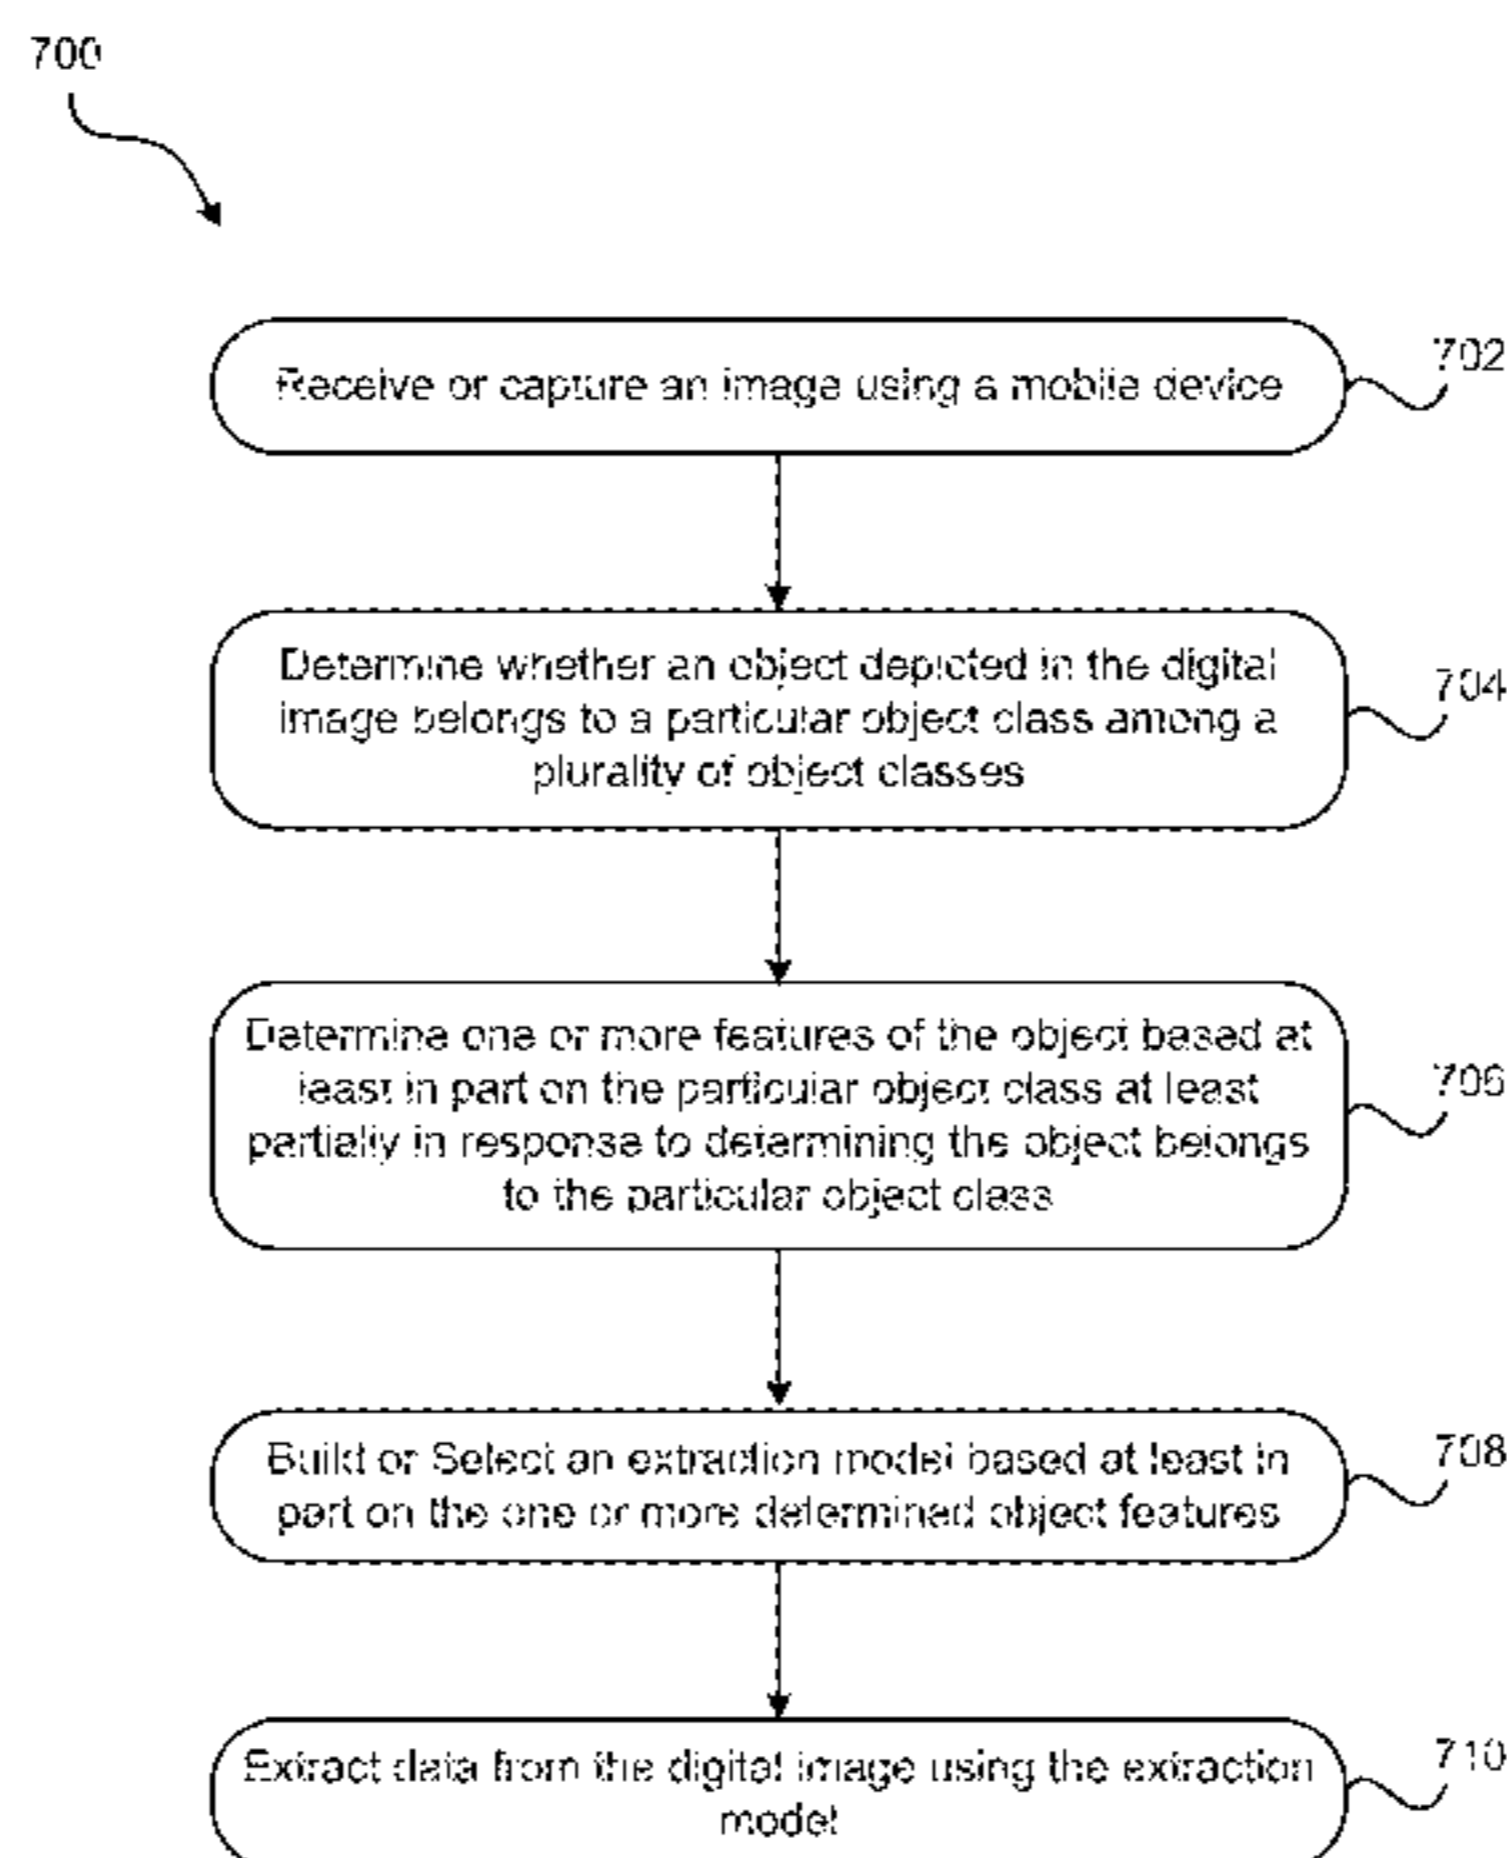 700
Receive or capture an image using a mobile device
702
Determine whether an object depicted in the digital
image belongs to a particular object class among a
plurality of object classes
704
Determine one or more features of the object based at
least in part on the particular object class at least
partially in response to determining the object belongs
to the particular object class
706
Build or Select an extraction model based at least in
part on the one or more determined object features
708
Extract data from the digital image using the extraction
model
710